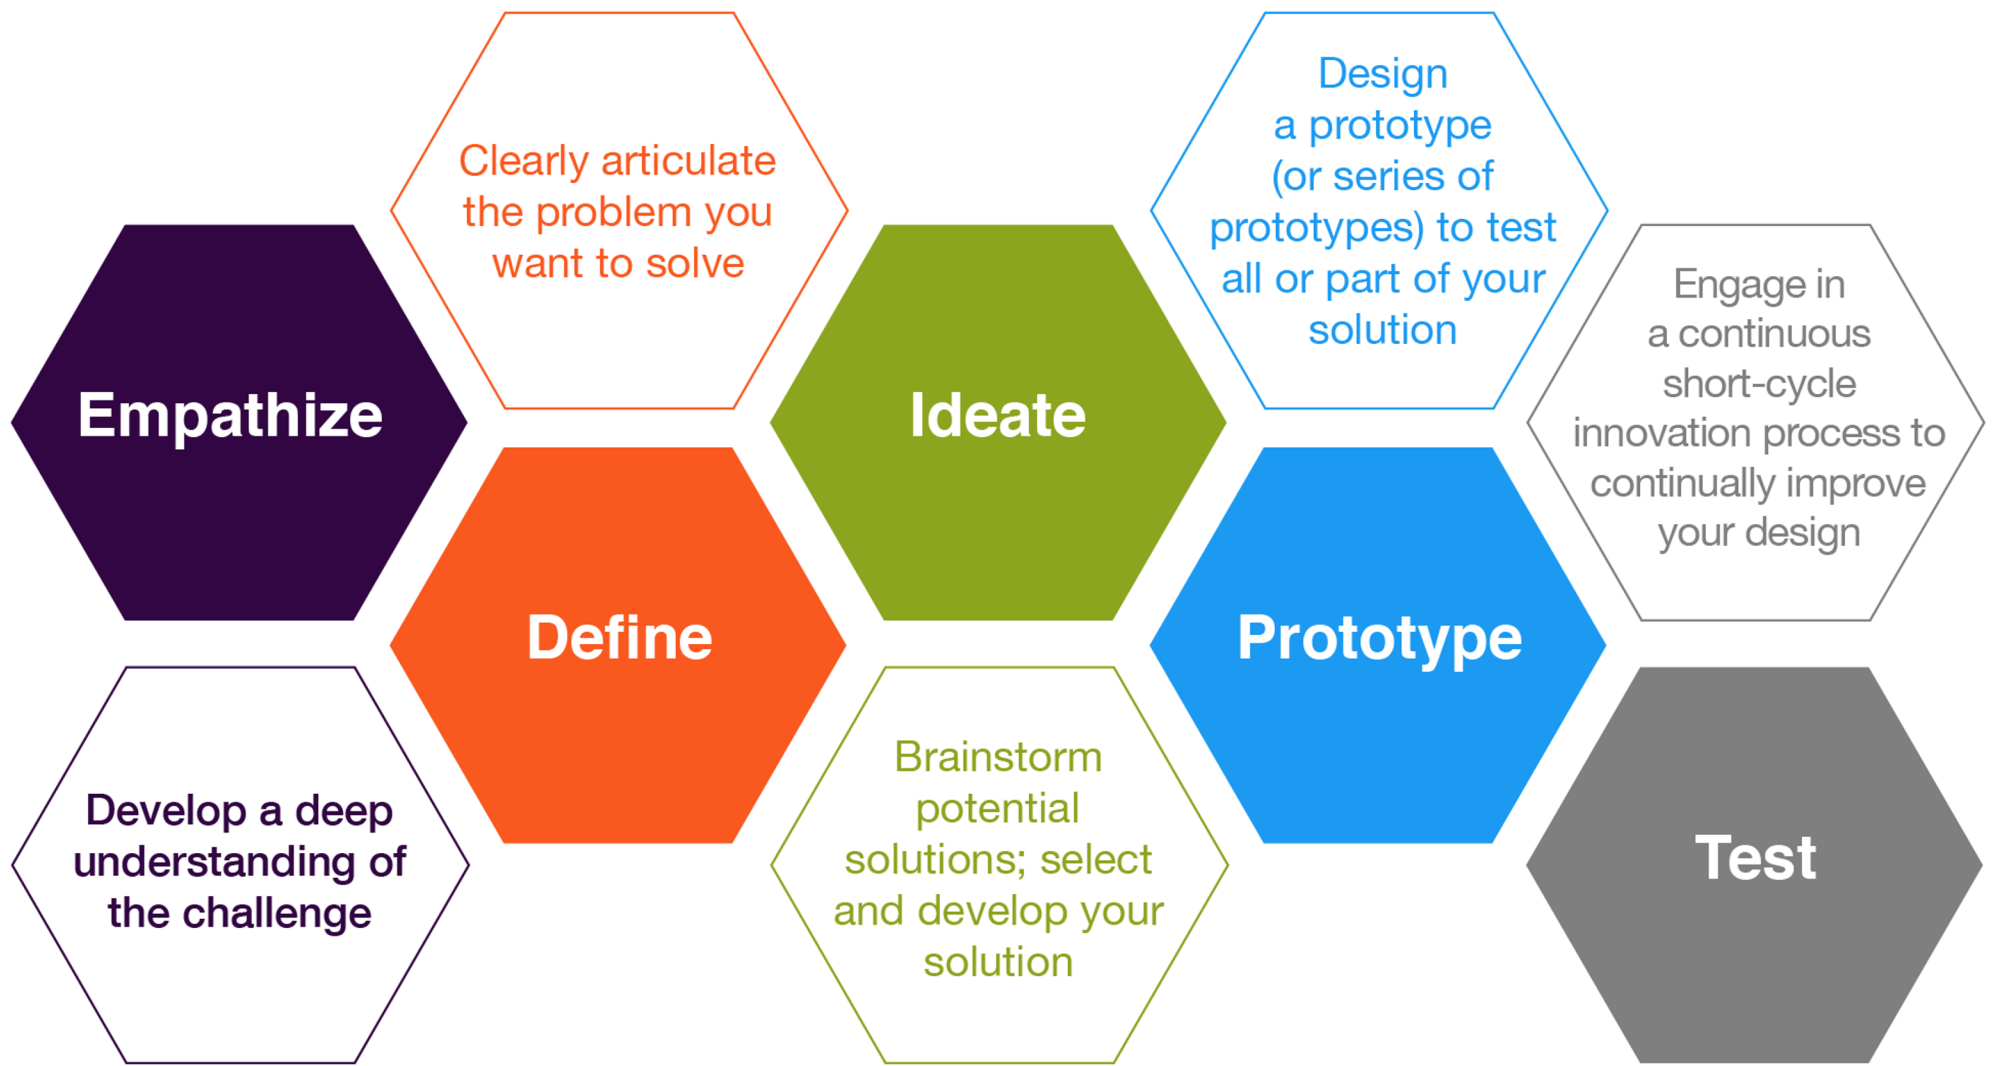 Empathize
Develop a deep
understanding of
the challenge
Clearly articulate
the problem you
want to solve
Define
Ideate
Brainstorm
potential
solutions; select
and develop your
solution
Design
a prototype
(or series of
prototypes) to test
all or part of your
solution
Prototype
Engage in
a continuous
short-cycle
innovation process to
continually improve
your design
Test